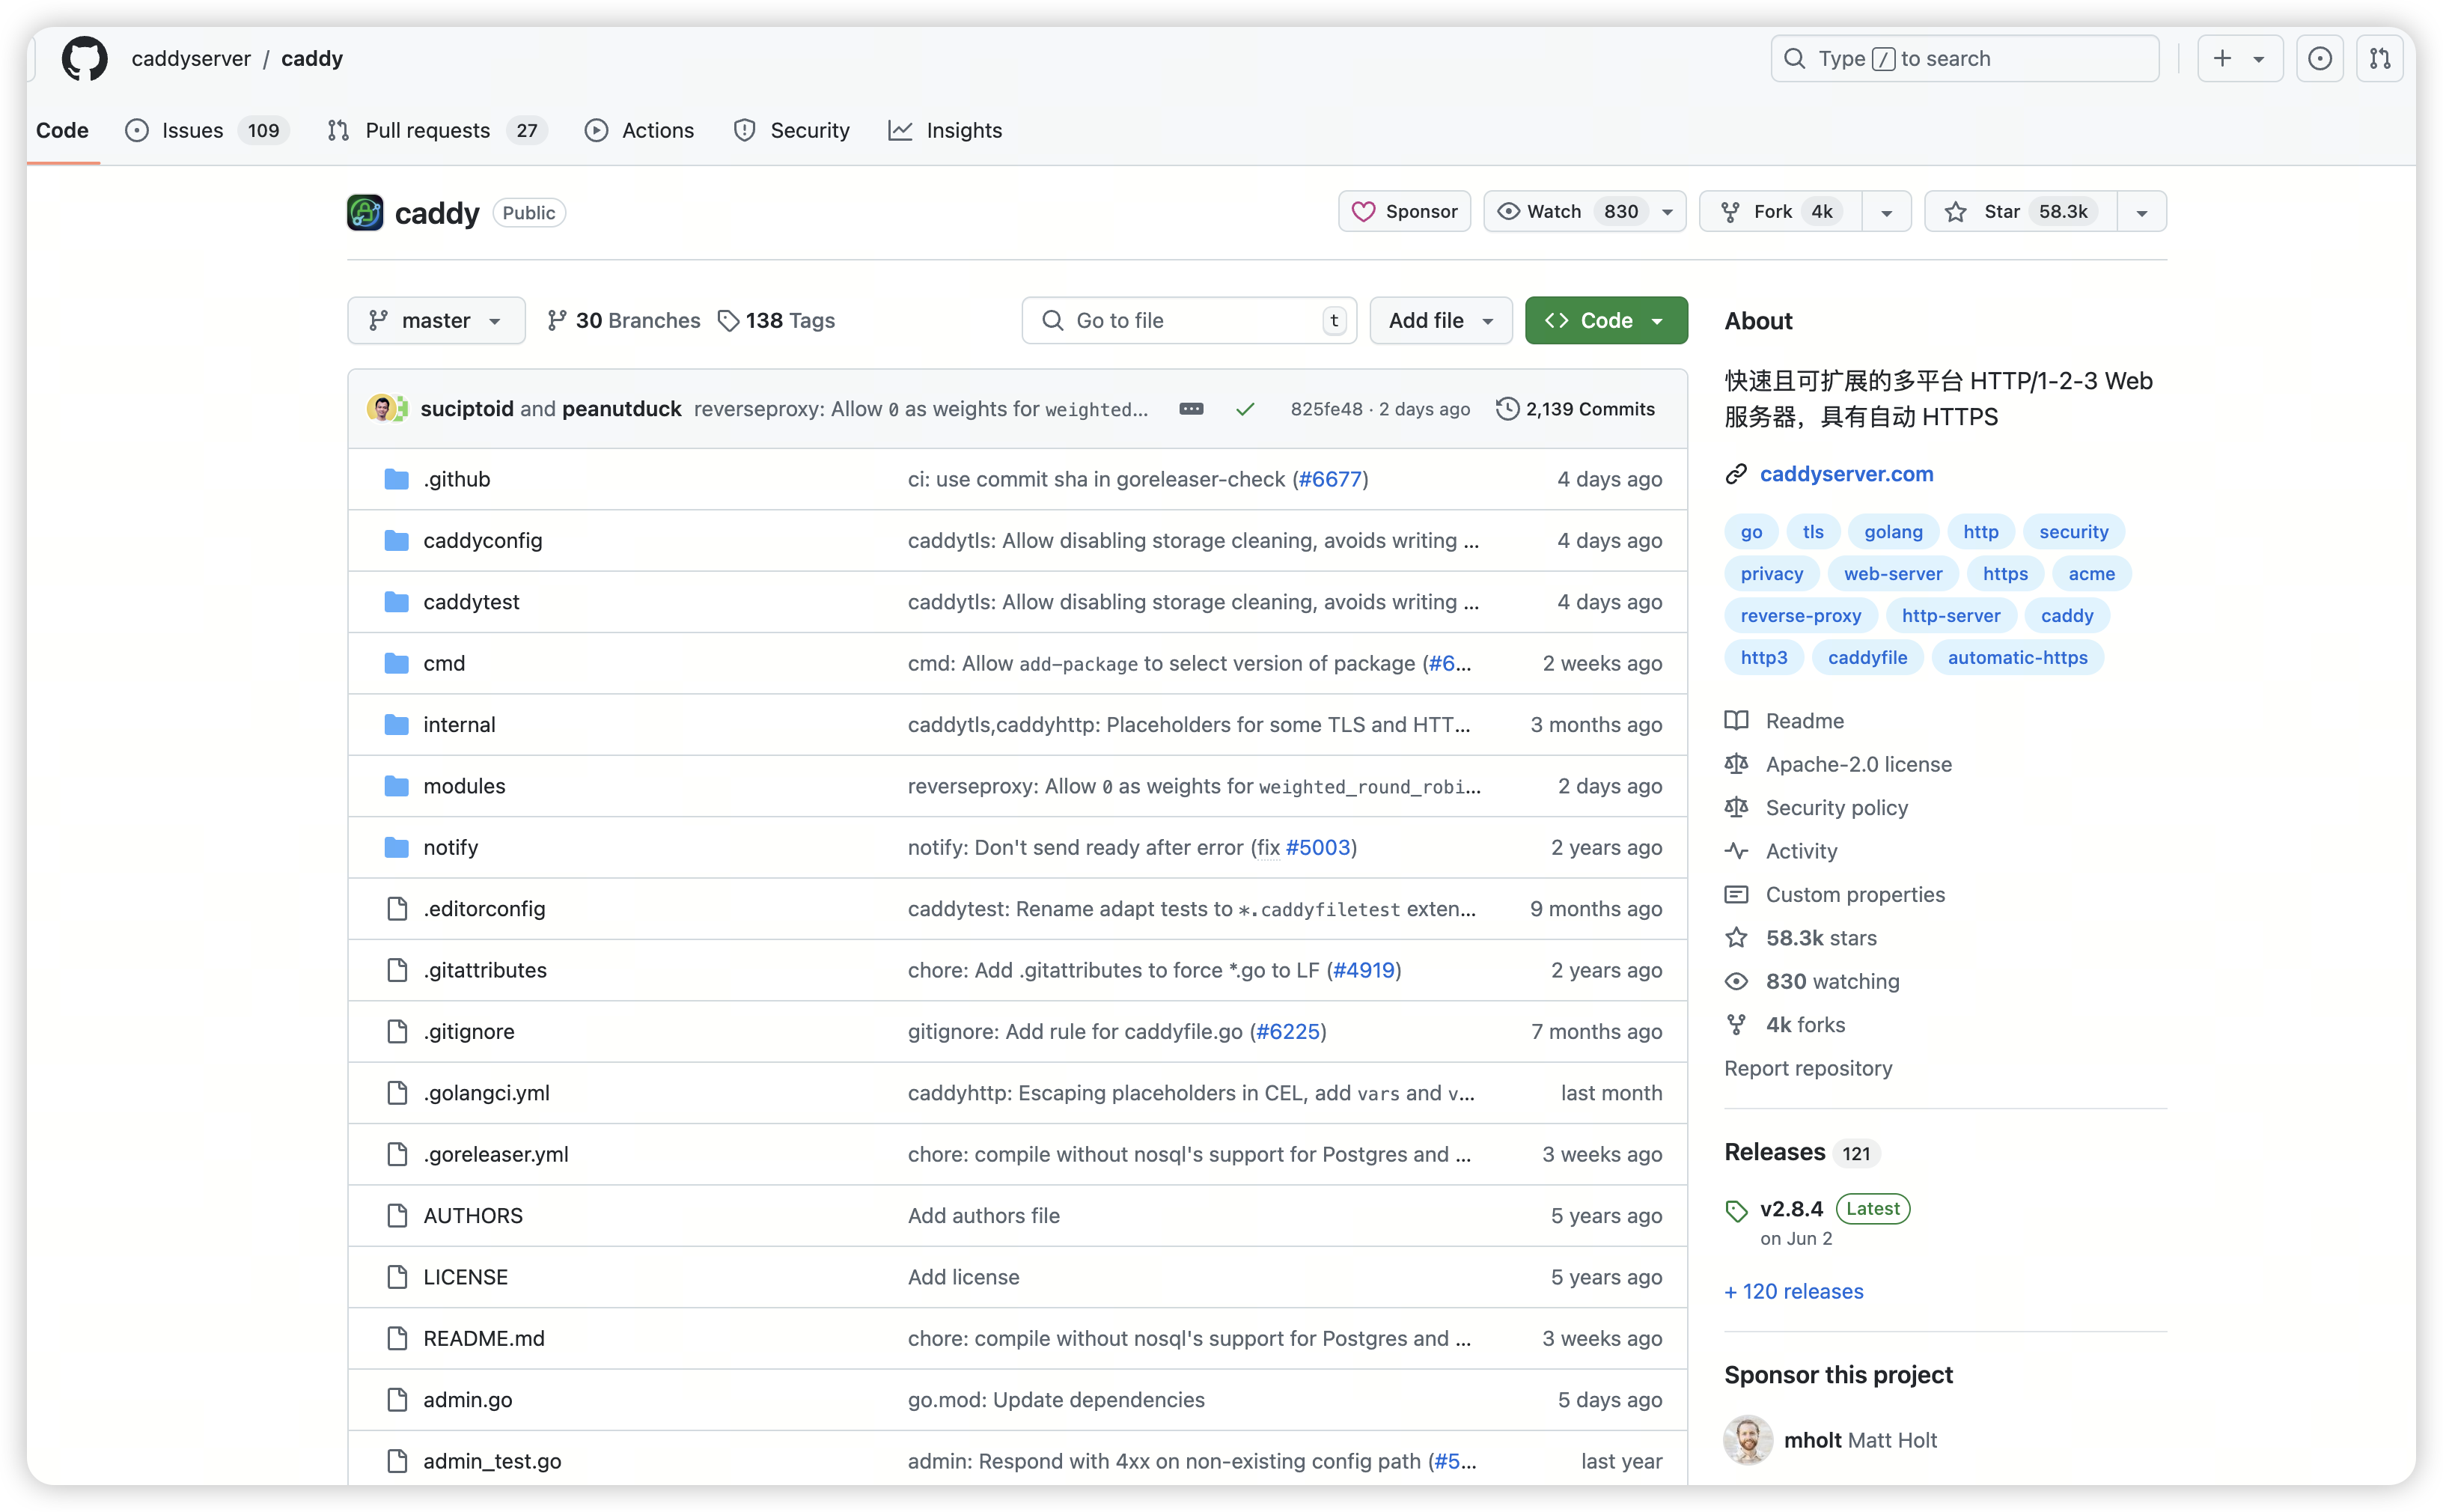 caddyserver / caddy
Type / to search
Code Issues 109 Pull requests 27 Actions Security Insights
caddy Public
Sponsor Watch 830 Fork 4k Star 58.3k
master 30 Branches 138 Tags
Go to file t Add file Code
suciptoid and peanutduck reverseproxy: Allow 0 as weights for weighted... 825fe48 · 2 days ago 2,139 Commits
.github ci: use commit sha in goreleaser-check (#6677) 4 days ago
caddyconfig caddytls: Allow disabling storage cleaning, avoids writing ... 4 days ago
caddytest caddytls: Allow disabling storage cleaning, avoids writing ... 4 days ago
cmd cmd: Allow add-package to select version of package (#6... 2 weeks ago
internal caddytls,caddyhttp: Placeholders for some TLS and HTT... 3 months ago
modules reverseproxy: Allow 0 as weights for weighted_round_robi... 2 days ago
notify notify: Don't send ready after error (fix #5003) 2 years ago
.editorconfig caddytest: Rename adapt tests to *.caddyfiletest exten... 9 months ago
.gitattributes chore: Add .gitattributes to force *.go to LF (#4919) 2 years ago
.gitignore gitignore: Add rule for caddyfile.go (#6225) 7 months ago
.golangci.yml caddyhttp: Escaping placeholders in CEL, add vars and v... last month
.goreleaser.yml chore: compile without nosql's support for Postgres and ... 3 weeks ago
AUTHORS Add authors file 5 years ago
LICENSE Add license 5 years ago
README.md chore: compile without nosql's support for Postgres and ... 3 weeks ago
admin.go go.mod: Update dependencies 5 days ago
admin_test.go admin: Respond with 4xx on non-existing config path (#5... last year
About
快速且可扩展的多平台 HTTP/1-2-3 Web
服务器，具有自动 HTTPS
caddyserver.com
go tls golang http security
privacy web-server https acme
reverse-proxy http-server caddy
http3 caddyfile automatic-https
Readme
Apache-2.0 license
Security policy
Activity
Custom properties
58.3k stars
830 watching
4k forks
Report repository
Releases 121
v2.8.4 Latest
on Jun 2
+ 120 releases
Sponsor this project
mholt Matt Holt